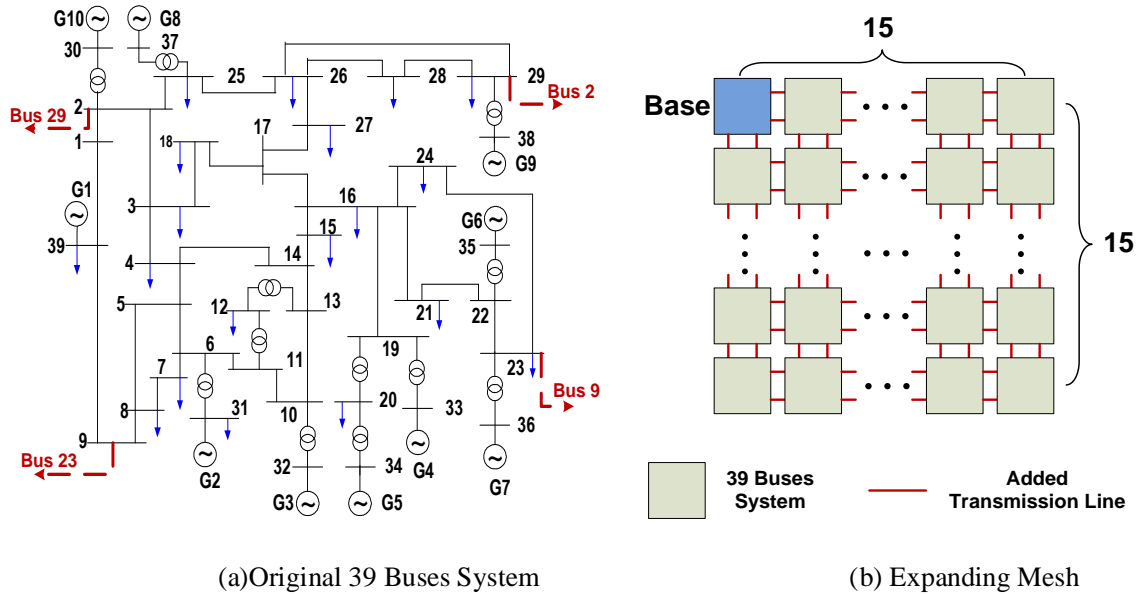 G10
G8
30
37
25
26
28
29
2
Bus 29
Bus 2
1
17
27
38
18
G9
24
G1
16
3
G6
15
35
39
14
4
13
5
12
21
22
6
11
19
7
23
Bus 9
8
31
10
20
33
36
9
Bus 23
G2
32
34
G4
G7
G3
G5
(a)Original 39 Buses System
15
Base
15
39 Buses
System
Added
Transmission Line
(b) Expanding Mesh